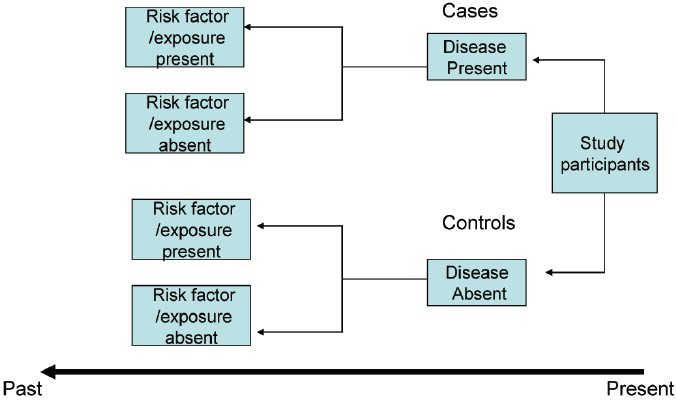 Cases
Risk factor
/exposure
present
Disease
Present
Risk factor
/exposure
absent
Study
participants
Controls
Risk factor
/exposure
present
Disease
Absent
Risk factor
/exposure
absent
Past
Present